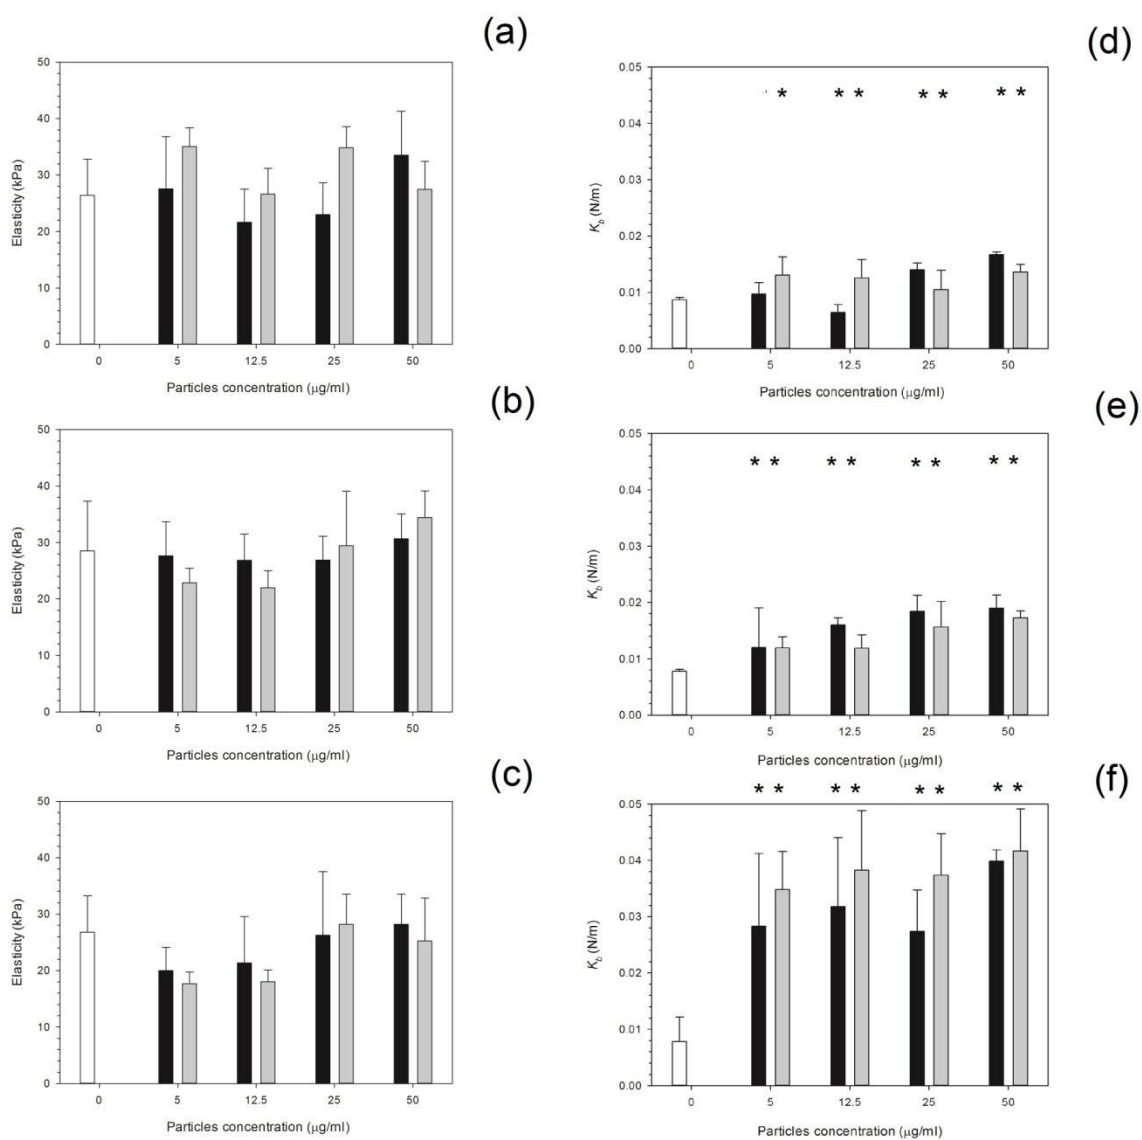 (a)
50
40
30
20
10
0
Elasticity (kPa)
0 5 12.5 25 50
Particles concentration (μg/ml)
(b)
50
40
30
20
10
0
Elasticity (kPa)
0 5 12.5 25 50
Particles concentration (μg/ml)
(c)
50
40
30
20
10
0
Elasticity (kPa)
0 5 12.5 25 50
Particles concentration (μg/ml)
(d)
0.05
* * * * * * *
0.04
0.03
0.02
0.01
0.00
K_b (N/m)
0 5 12.5 25 50
Particles concentration (μg/ml)
(e)
0.05
* * * * * * * *
0.04
0.03
0.02
0.01
0.00
K_b (N/m)
0 5 12.5 25 50
Particles concentration (μg/ml)
(f)
* * * * * * * *
0.05
0.04
0.03
0.02
0.01
0.00
K_b (N/m)
0 5 12.5 25 50
Particles concentration (μg/ml)